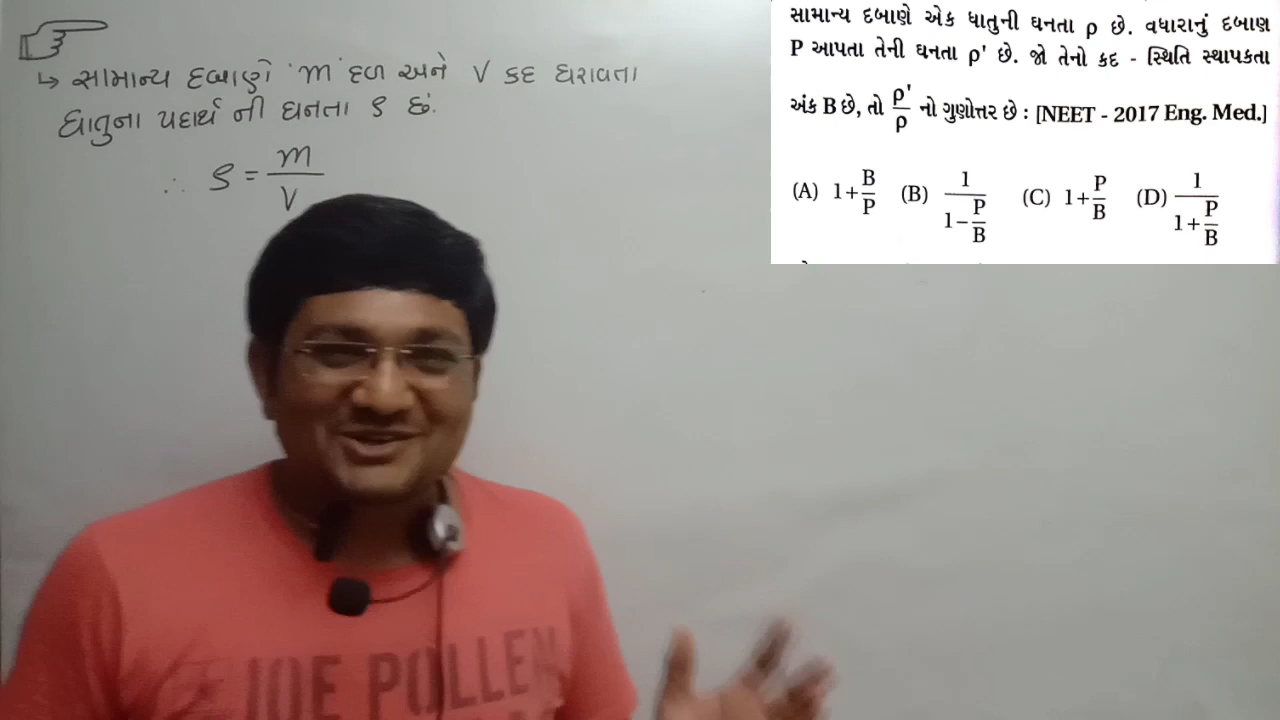 ↳ સામાન્ય દબાણે 'm' દળ અને V કદ ધરાવતા
ધાતુના પદાર્થ ની ઘનતા ρ છે.
∴ ρ = m/V
સામાન્ય દબાણે એક ધાતુની ઘનતા ρ છે. વધારાનું દબાણ
P આપતા તેની ઘનતા ρ' છે. જો તેનો કદ - સ્થિતિ સ્થાપકતા
અંક B છે, તો ρ'/ρ નો ગુણોત્તર છે : [NEET - 2017 Eng. Med.]
(A) 1+B/P (B) 1/(1−P/B) (C) 1+P/B (D) 1/(1+P/B)
JOE POLLEN